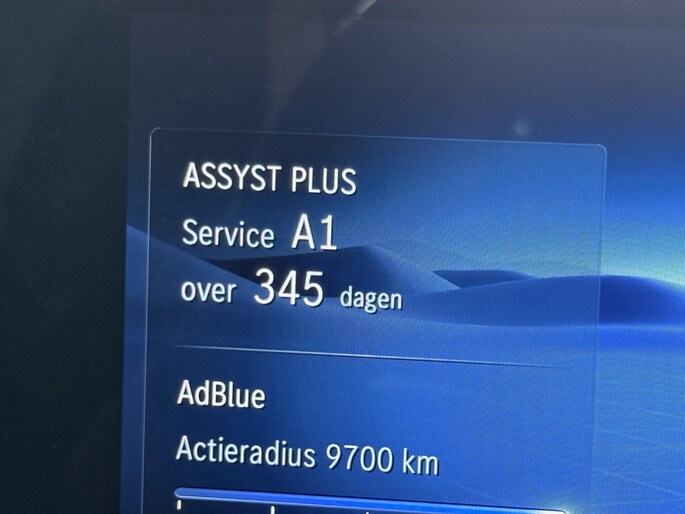 ASSYST PLUS
Service A1
over 345 dagen
AdBlue
Actieradius 9700 km